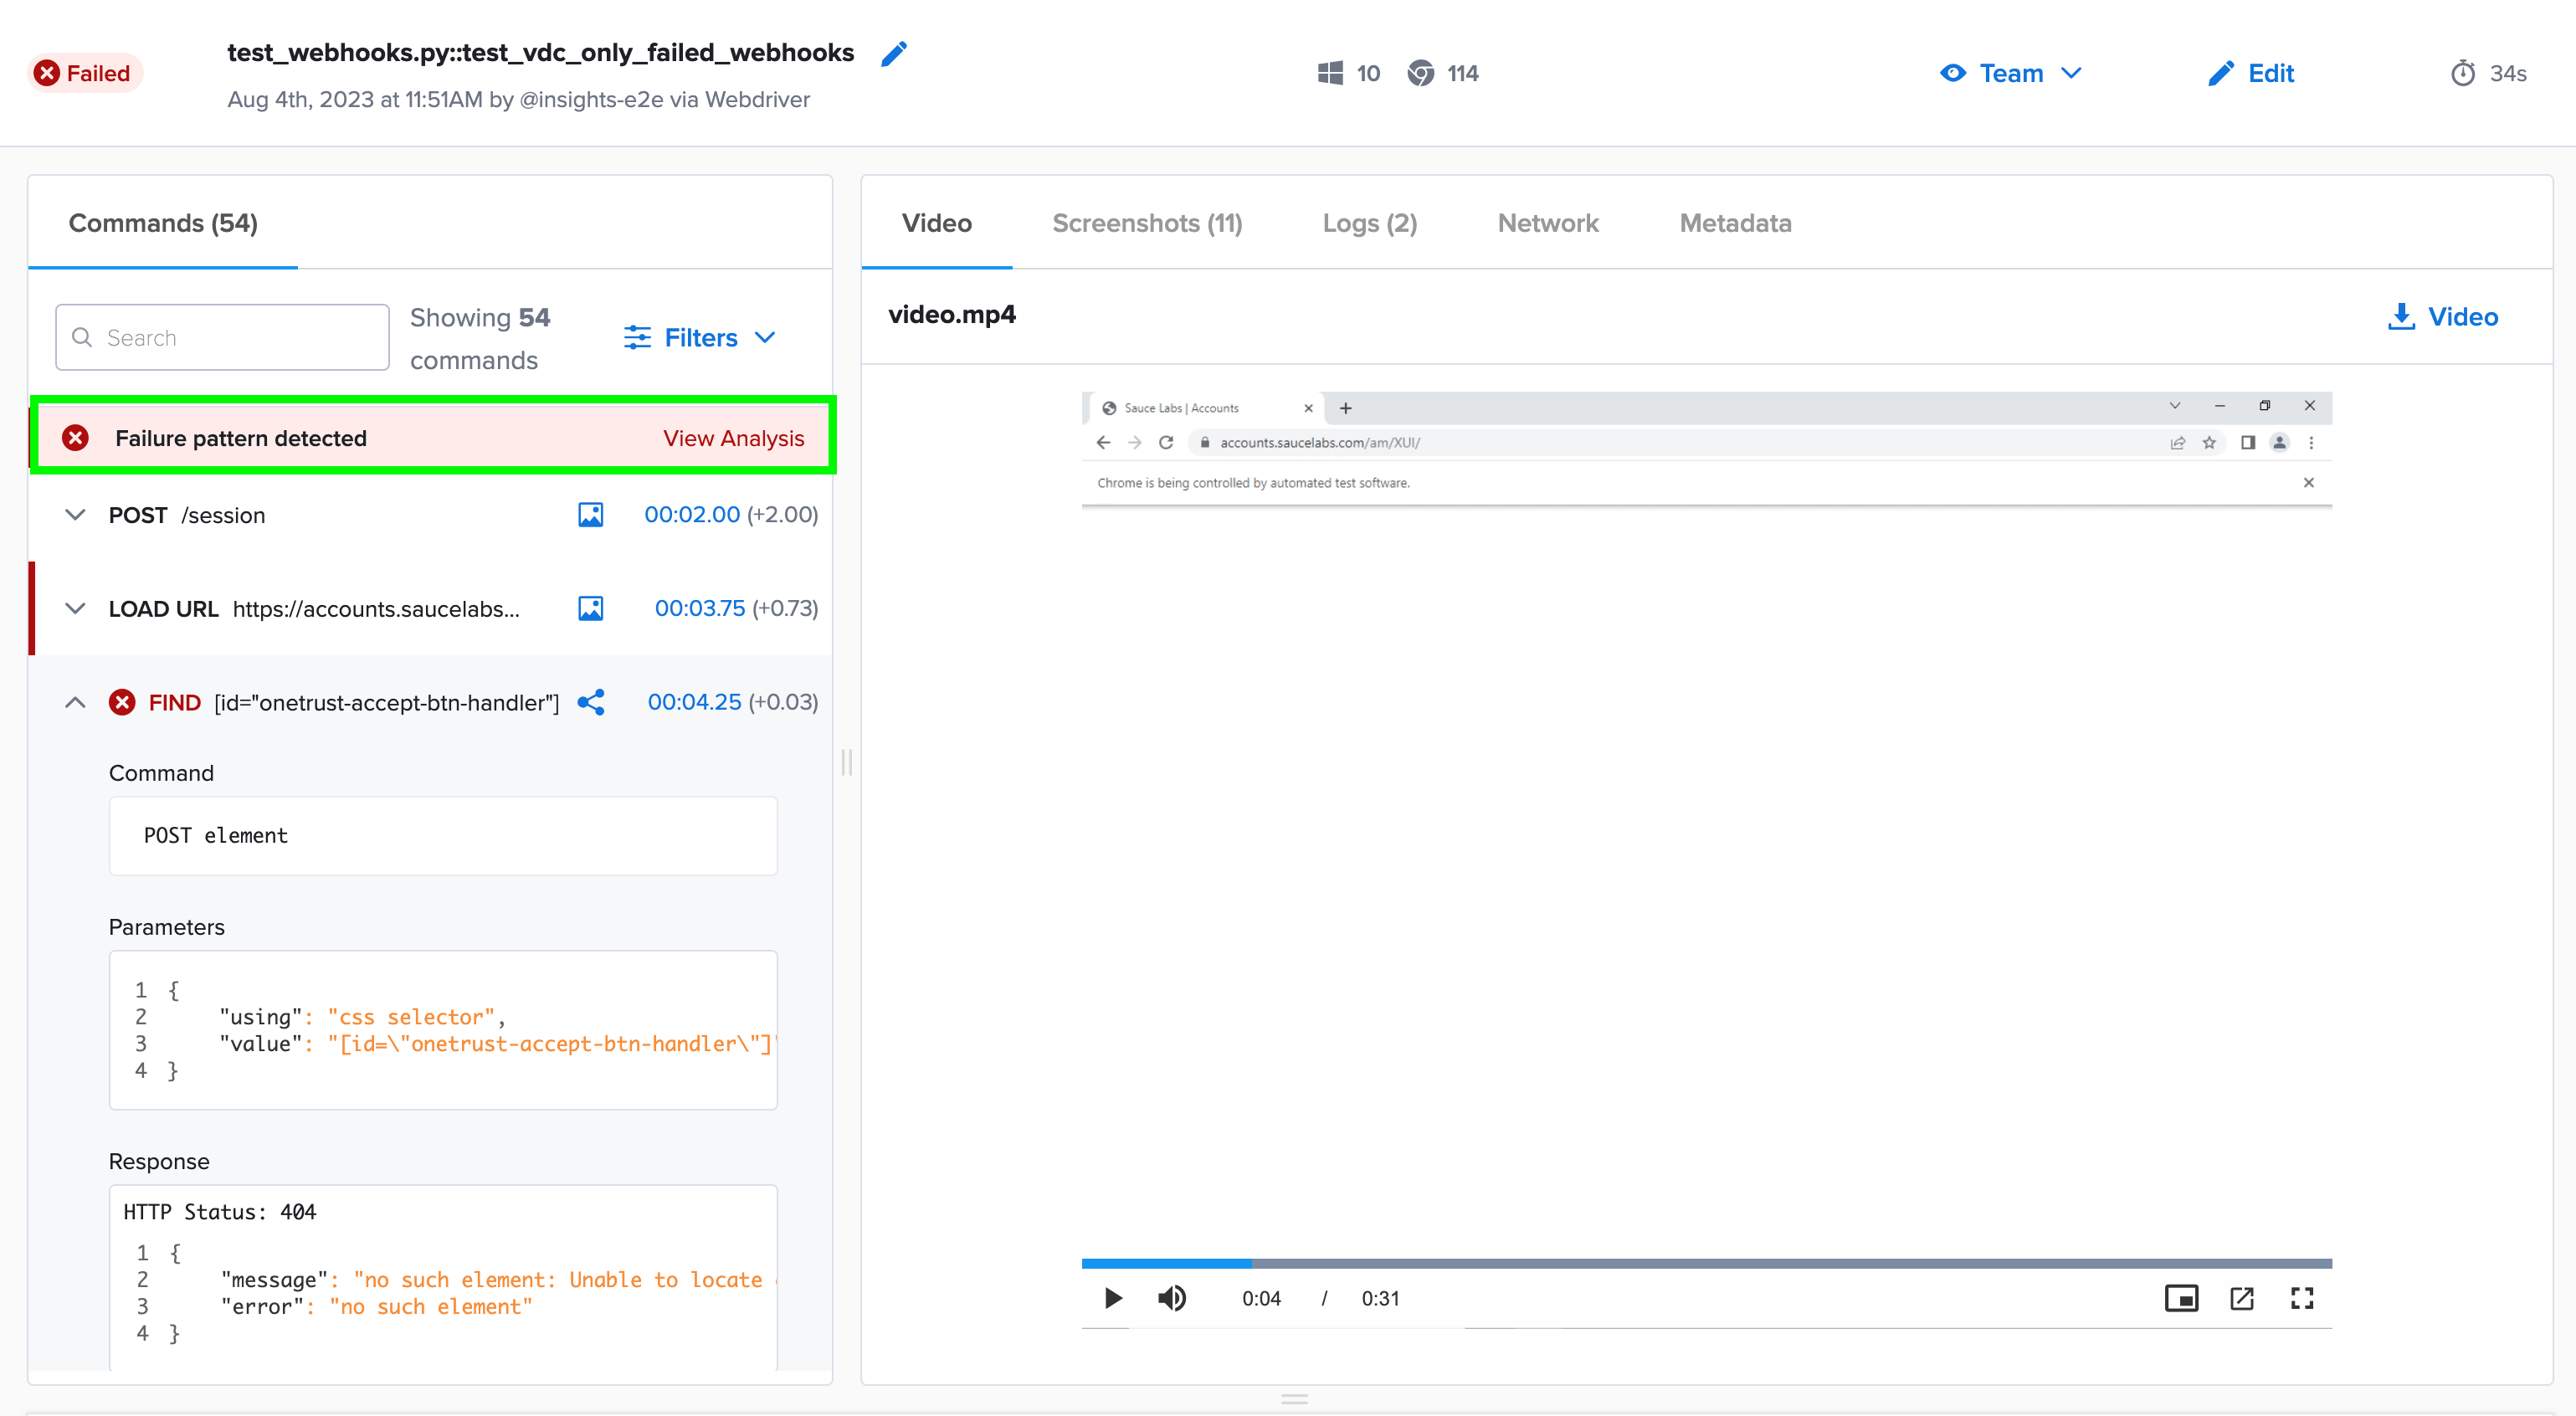 Failed
test_webhooks.py::test_vdc_only_failed_webhooks
Aug 4th, 2023 at 11:51AM by @insights-e2e via Webdriver
10
114
Team
Edit
34s
Commands (54)
Search
Showing 54
commands
Filters
Failure pattern detected
View Analysis
POST /session
00:02.00 (+2.00)
LOAD URL https://accounts.saucelabs...
00:03.75 (+0.73)
FIND [id="onetrust-accept-btn-handler"]
00:04.25 (+0.03)
Command
POST element
Parameters
1 {
2 "using": "css selector",
3 "value": "[id=\"onetrust-accept-btn-handler\"]"
4 }
Response
HTTP Status: 404
1 {
2 "message": "no such element: Unable to locate
3 "error": "no such element"
4 }
Video
Screenshots (11)
Logs (2)
Network
Metadata
video.mp4
Video
Sauce Labs | Accounts
accounts.saucelabs.com/am/XUI/
Chrome is being controlled by automated test software.
0:04 / 0:31